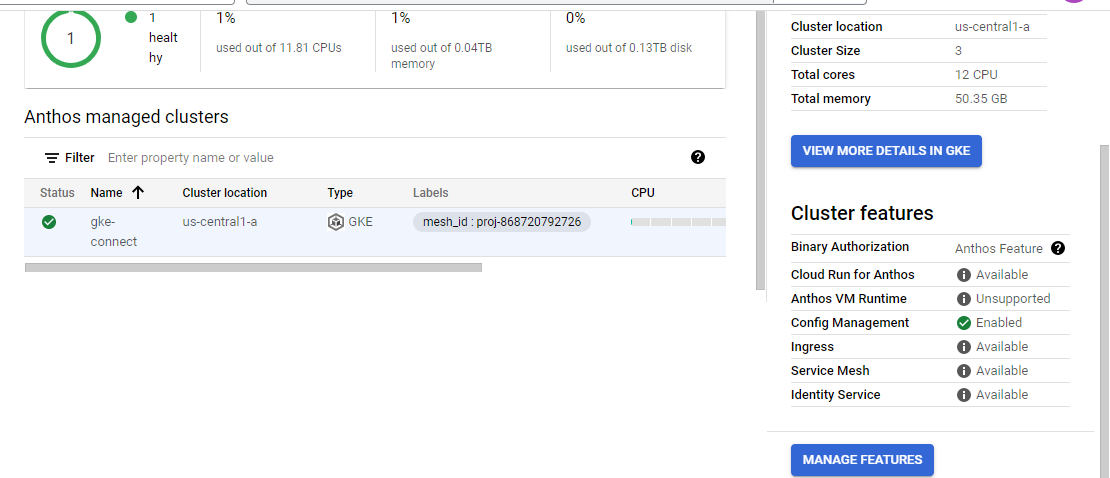 1
1
healt
hy
1%
used out of 11.81 CPUs
1%
used out of 0.04TB
memory
0%
used out of 0.13TB disk
Anthos managed clusters
Filter Enter property name or value
Status Name Cluster location Type Labels CPU
gke-
connect
us-central1-a
GKE
mesh_id : proj-868720792726
Cluster location us-central1-a
Cluster Size 3
Total cores 12 CPU
Total memory 50.35 GB
VIEW MORE DETAILS IN GKE
Cluster features
Binary Authorization Anthos Feature
Cloud Run for Anthos Available
Anthos VM Runtime Unsupported
Config Management Enabled
Ingress Available
Service Mesh Available
Identity Service Available
MANAGE FEATURES